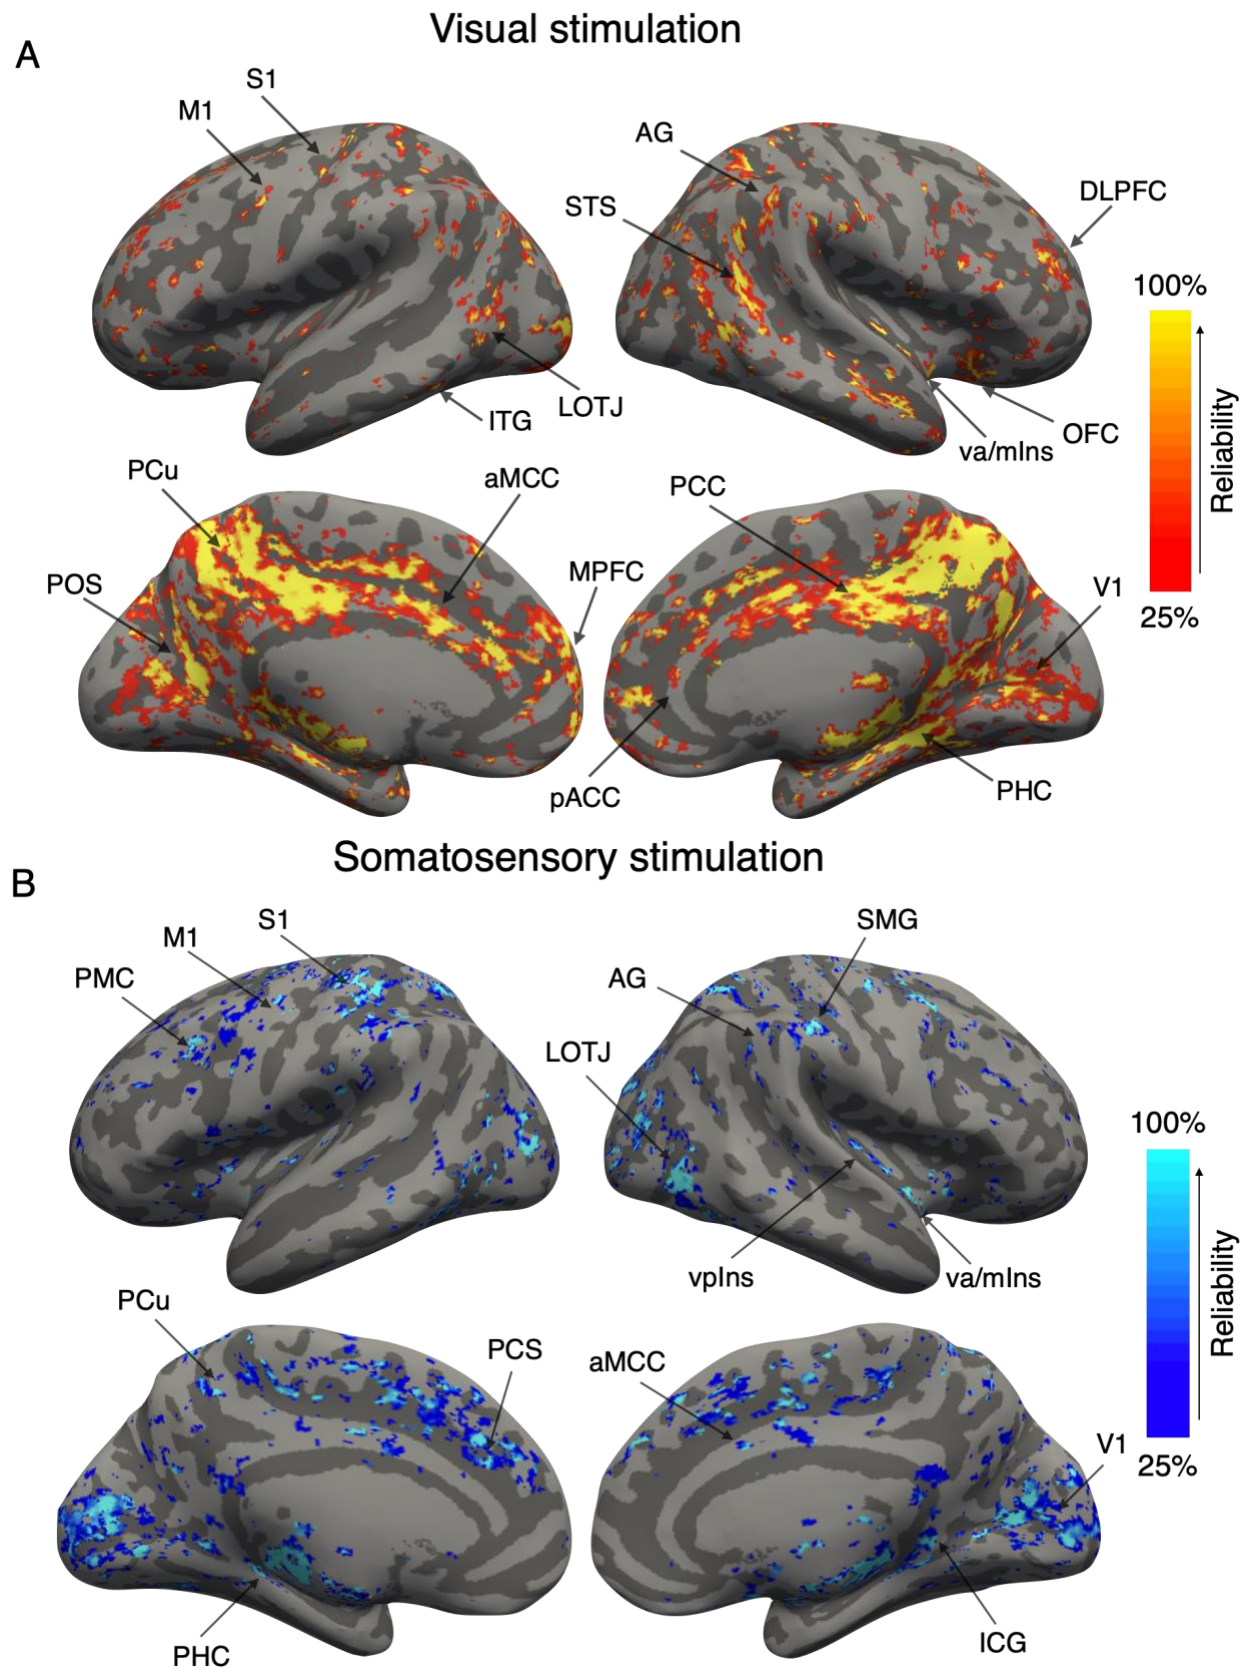 Visual stimulation
A
S1
M1
AG
STS
DLPFC
100%
Reliability
25%
ITG
LOTJ
va/mIns
OFC
PCu
aMCC
PCC
POS
MPFC
V1
pACC
PHC
Somatosensory stimulation
B
S1
M1
PMC
SMG
AG
LOTJ
100%
Reliability
25%
vpIns
va/mIns
PCu
PCS
aMCC
V1
PHC
ICG